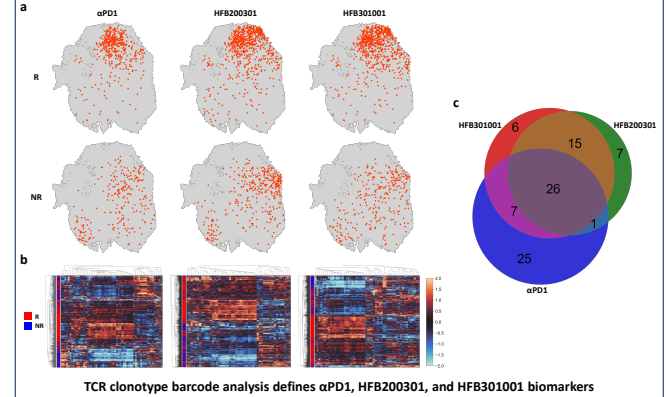 a
αPD1 HFB200301 HFB301001
R
NR
b
R
NR
2.0
1.5
1.0
0.5
0.0
−0.5
−1.0
−1.5
−2.0
c
HFB301001
HFB200301
6
15
7
26
7
1
25
αPD1
TCR clonotype barcode analysis defines αPD1, HFB200301, and HFB301001 biomarkers